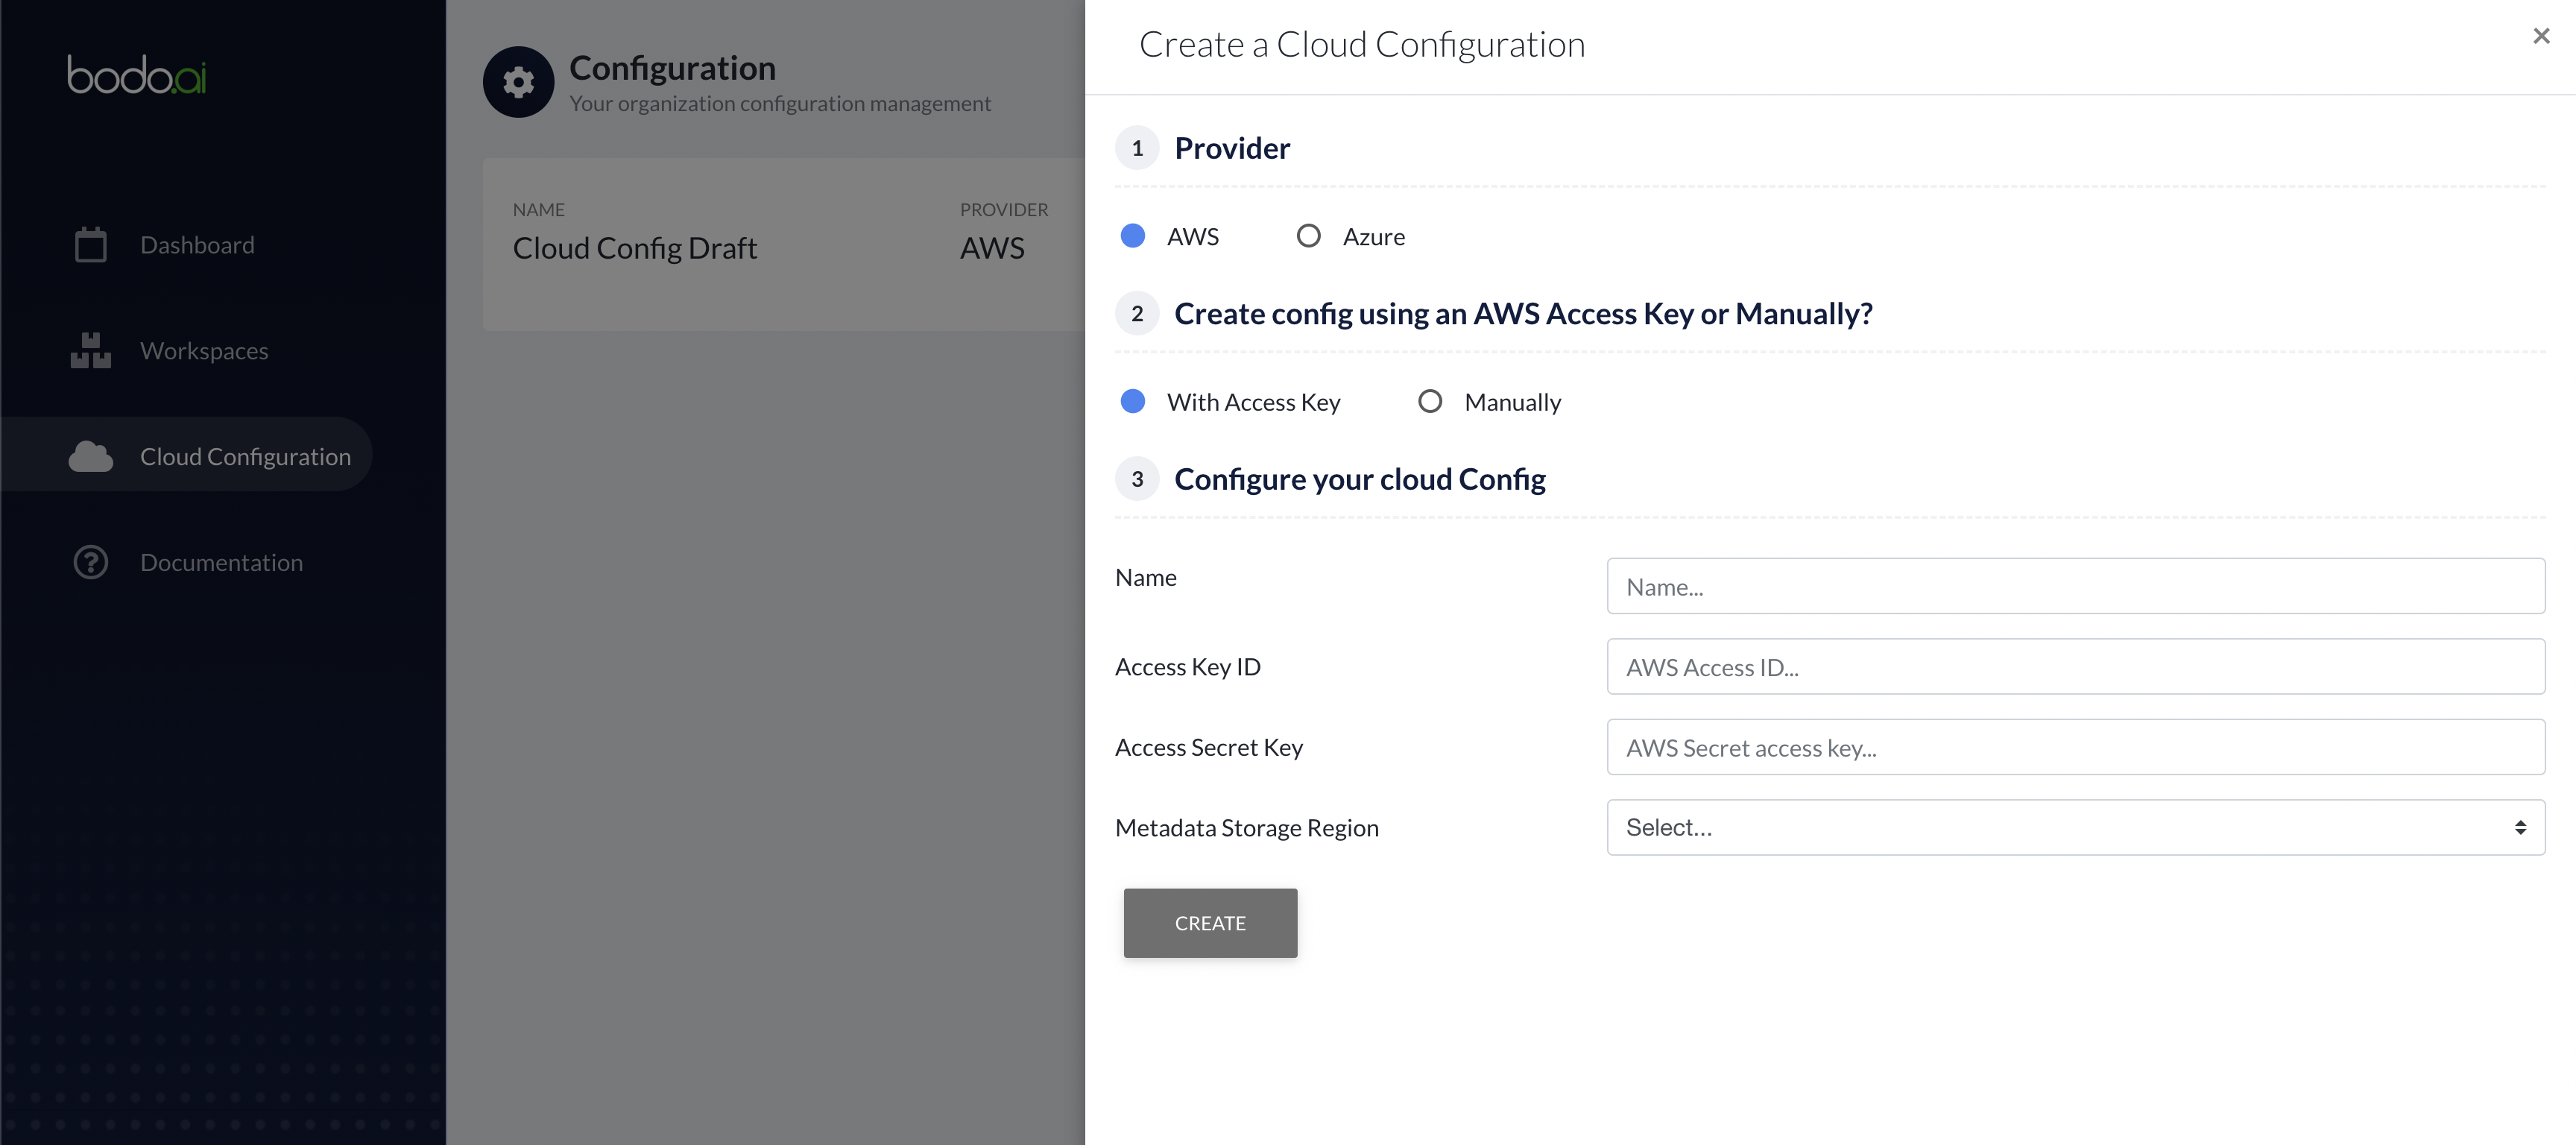 bodo.ai
Dashboard
Workspaces
Cloud Configuration
Documentation
Configuration
Your organization configuration management
NAME PROVIDER
Cloud Config Draft AWS
Create a Cloud Configuration
×
1 Provider
AWS Azure
2 Create config using an AWS Access Key or Manually?
With Access Key Manually
3 Configure your cloud Config
Name Name...
Access Key ID AWS Access ID...
Access Secret Key AWS Secret access key...
Metadata Storage Region Select...
CREATE